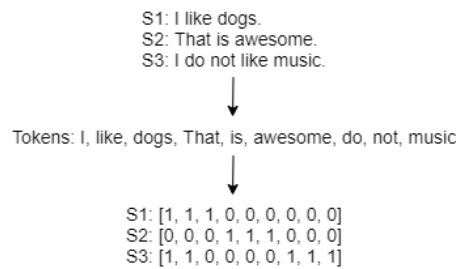 S1: I like dogs.
S2: That is awesome.
S3: I do not like music.
Tokens: I, like, dogs, That, is, awesome, do, not, music
S1: [1, 1, 1, 0, 0, 0, 0, 0, 0]
S2: [0, 0, 0, 1, 1, 1, 0, 0, 0]
S3: [1, 1, 0, 0, 0, 0, 1, 1, 1]